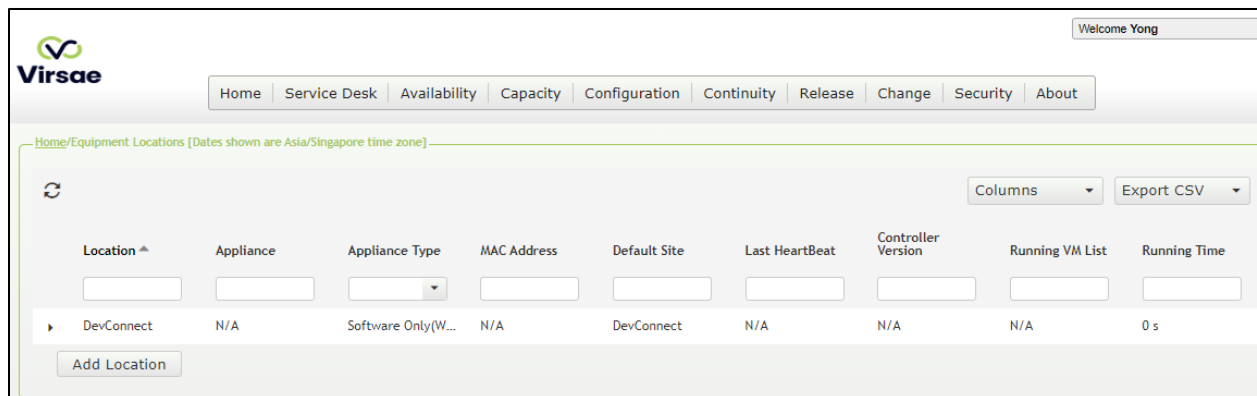 Welcome Yong
Virsae
Home Service Desk Availability Capacity Configuration Continuity Release Change Security About
Home/Equipment Locations [Dates shown are Asia/Singapore time zone]
Columns Export CSV
Location Appliance Appliance Type MAC Address Default Site Last HeartBeat Controller Version Running VM List Running Time
DevConnect N/A Software Only(W... N/A DevConnect N/A N/A N/A 0 s
Add Location